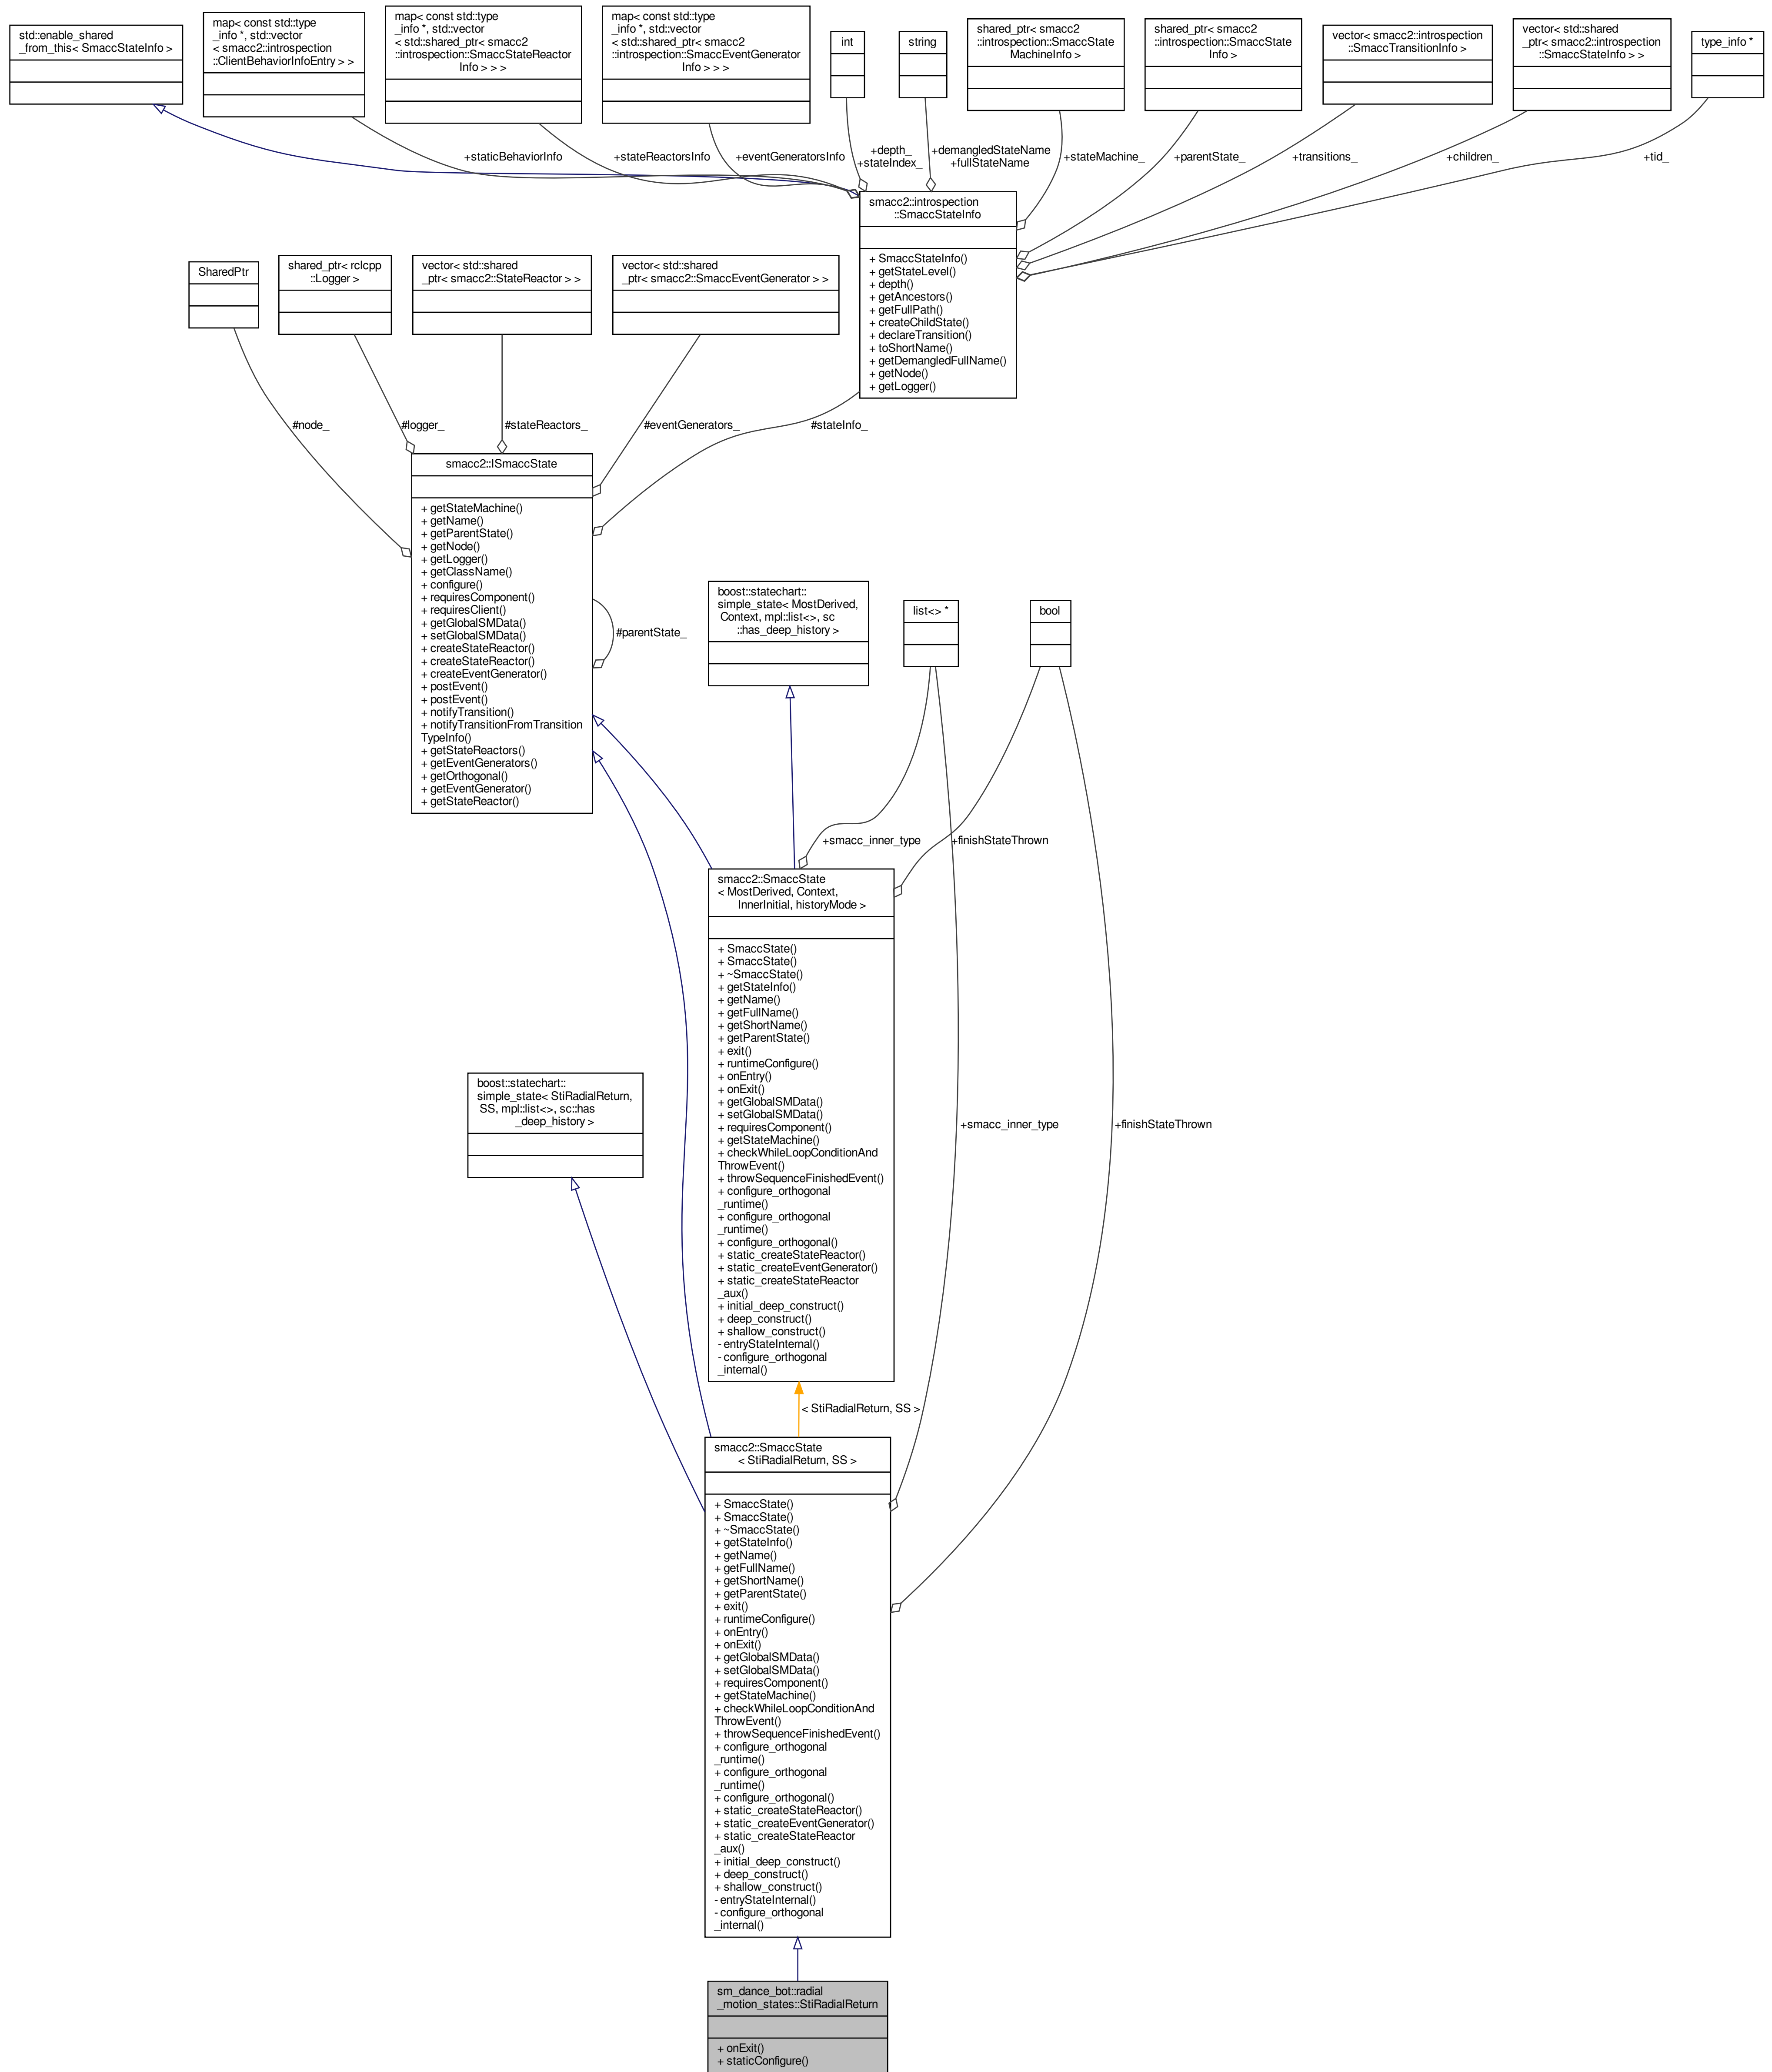 std::enable_shared
_from_this< SmaccStateInfo >
map< const std::type
_info *, std::vector
< smacc2::introspection
::ClientBehaviorInfoEntry > >
map< const std::type
_info *, std::vector
< std::shared_ptr< smacc2
::introspection::SmaccStateReactor
Info > > >
map< const std::type
_info *, std::vector
< std::shared_ptr< smacc2
::introspection::SmaccEventGenerator
Info > > >
int
string
shared_ptr< smacc2
::introspection::SmaccState
MachineInfo >
shared_ptr< smacc2
::introspection::SmaccState
Info >
vector< smacc2::introspection
::SmaccTransitionInfo >
vector< std::shared
_ptr< smacc2::introspection
::SmaccStateInfo > >
type_info *
+staticBehaviorInfo
+stateReactorsInfo
+eventGeneratorsInfo
+depth_
+stateIndex_
+demangledStateName
+fullStateName
+stateMachine_
+parentState_
+transitions_
+children_
+tid_
smacc2::introspection
::SmaccStateInfo
+ SmaccStateInfo()
+ getStateLevel()
+ depth()
+ getAncestors()
+ getFullPath()
+ createChildState()
+ declareTransition()
+ toShortName()
+ getDemangledFullName()
+ getNode()
+ getLogger()
SharedPtr
shared_ptr< rclcpp
::Logger >
vector< std::shared
_ptr< smacc2::StateReactor > >
vector< std::shared
_ptr< smacc2::SmaccEventGenerator > >
#node_
#logger_
#stateReactors_
#eventGenerators_
#stateInfo_
smacc2::ISmaccState
+ getStateMachine()
+ getName()
+ getParentState()
+ getNode()
+ getLogger()
+ getClassName()
+ configure()
+ requiresComponent()
+ requiresClient()
+ getGlobalSMData()
+ setGlobalSMData()
+ createStateReactor()
+ createStateReactor()
+ createEventGenerator()
+ postEvent()
+ postEvent()
+ notifyTransition()
+ notifyTransitionFromTransition
TypeInfo()
+ getStateReactors()
+ getEventGenerators()
+ getOrthogonal()
+ getEventGenerator()
+ getStateReactor()
#parentState_
boost::statechart::
simple_state< MostDerived,
Context, mpl::list<>, sc
::has_deep_history >
list<> *
bool
+smacc_inner_type
+finishStateThrown
smacc2::SmaccState
< MostDerived, Context,
InnerInitial, historyMode >
+ SmaccState()
+ SmaccState()
+ ~SmaccState()
+ getStateInfo()
+ getName()
+ getFullName()
+ getShortName()
+ getParentState()
+ exit()
+ runtimeConfigure()
+ onEntry()
+ onExit()
+ getGlobalSMData()
+ setGlobalSMData()
+ requiresComponent()
+ getStateMachine()
+ checkWhileLoopConditionAnd
ThrowEvent()
+ throwSequenceFinishedEvent()
+ configure_orthogonal
_runtime()
+ configure_orthogonal
_runtime()
+ configure_orthogonal()
+ static_createStateReactor()
+ static_createEventGenerator()
+ static_createStateReactor
_aux()
+ initial_deep_construct()
+ deep_construct()
+ shallow_construct()
- entryStateInternal()
- configure_orthogonal
_internal()
boost::statechart::
simple_state< StiRadialReturn,
SS, mpl::list<>, sc::has
_deep_history >
+smacc_inner_type
+finishStateThrown
< StiRadialReturn, SS >
smacc2::SmaccState
< StiRadialReturn, SS >
+ SmaccState()
+ SmaccState()
+ ~SmaccState()
+ getStateInfo()
+ getName()
+ getFullName()
+ getShortName()
+ getParentState()
+ exit()
+ runtimeConfigure()
+ onEntry()
+ onExit()
+ getGlobalSMData()
+ setGlobalSMData()
+ requiresComponent()
+ getStateMachine()
+ checkWhileLoopConditionAnd
ThrowEvent()
+ throwSequenceFinishedEvent()
+ configure_orthogonal
_runtime()
+ configure_orthogonal
_runtime()
+ configure_orthogonal()
+ static_createStateReactor()
+ static_createEventGenerator()
+ static_createStateReactor
_aux()
+ initial_deep_construct()
+ deep_construct()
+ shallow_construct()
- entryStateInternal()
- configure_orthogonal
_internal()
sm_dance_bot::radial
_motion_states::StiRadialReturn
+ onExit()
+ staticConfigure()